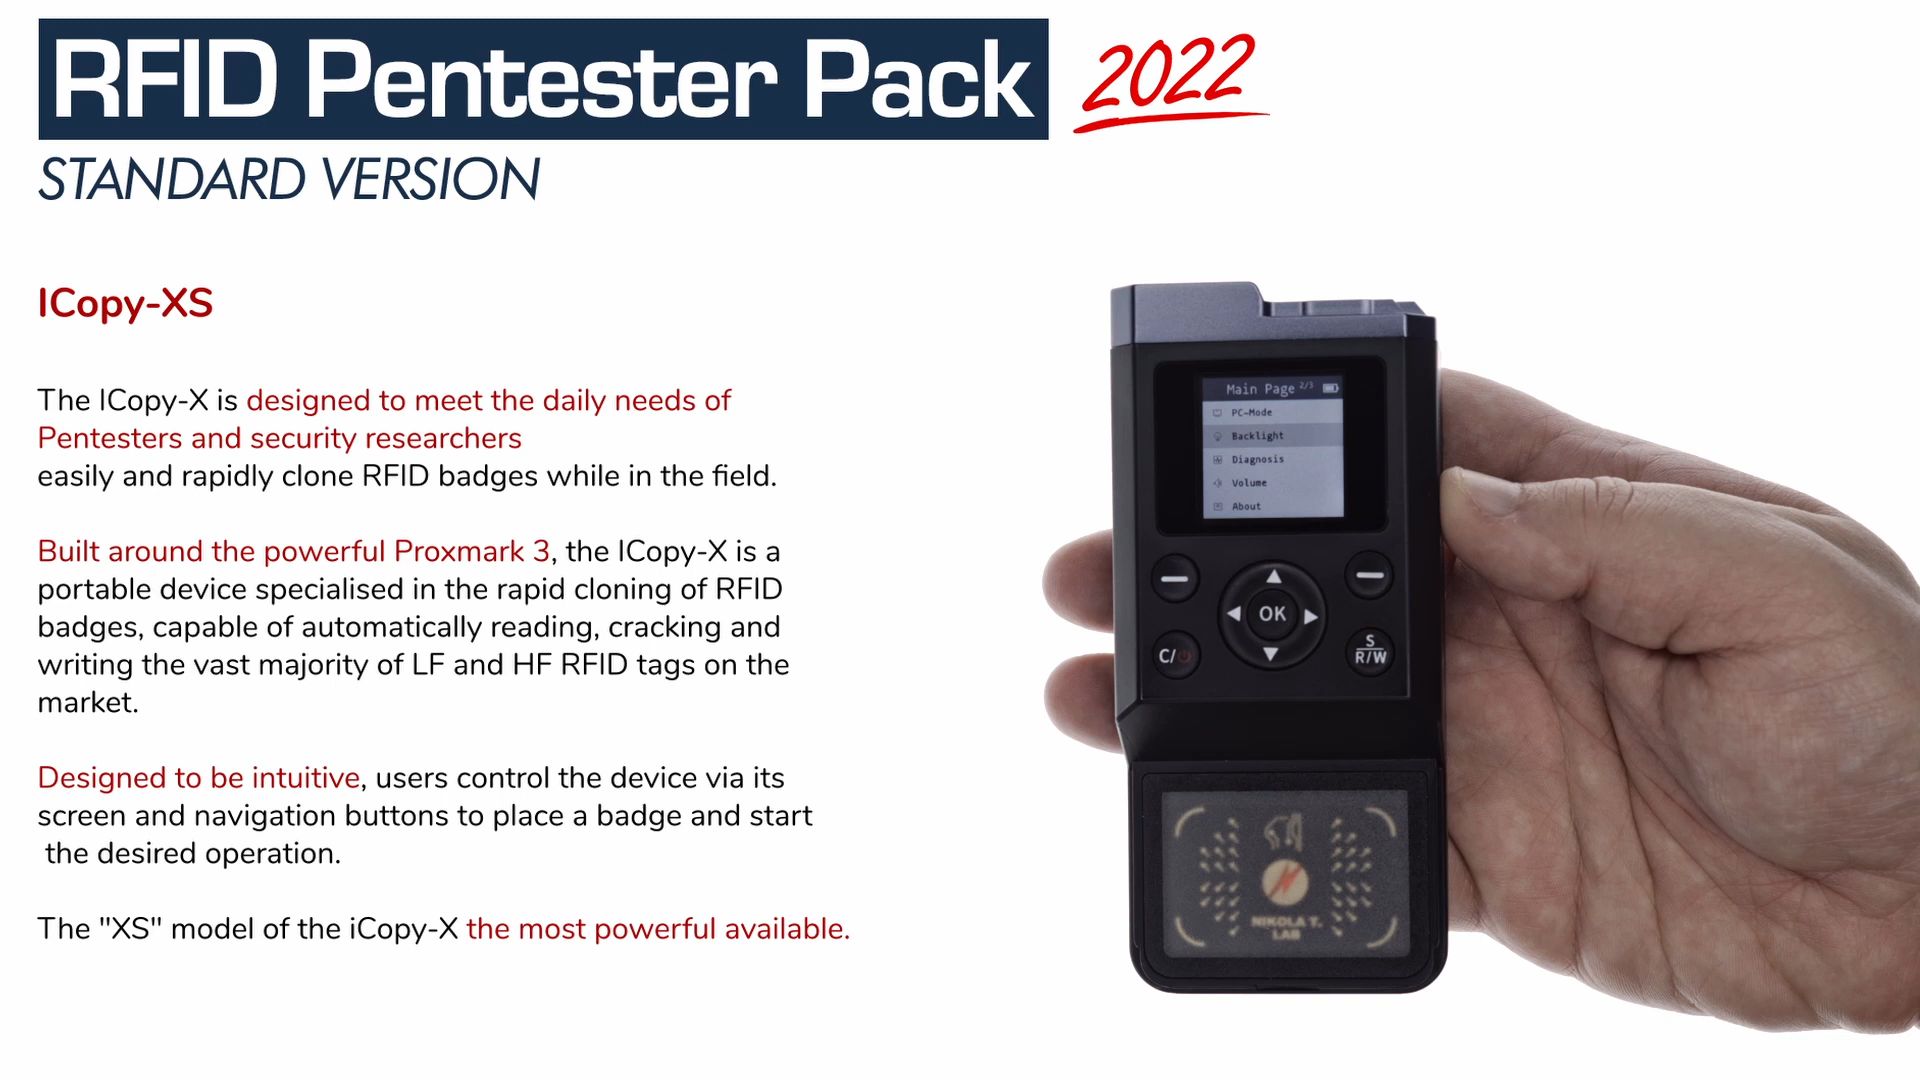 RFID Pentester Pack 2022
STANDARD VERSION
ICopy-XS
The ICopy-X is designed to meet the daily needs of
Pentesters and security researchers
easily and rapidly clone RFID badges while in the field.
Built around the powerful Proxmark 3, the ICopy-X is a
portable device specialised in the rapid cloning of RFID
badges, capable of automatically reading, cracking and
writing the vast majority of LF and HF RFID tags on the
market.
Designed to be intuitive, users control the device via its
screen and navigation buttons to place a badge and start
the desired operation.
The "XS" model of the iCopy-X the most powerful available.
Main Page 2/3
PC-Mode
Backlight
Diagnosis
Volume
About
OK
C/
S
R/W
NIKOLA T.
LAB